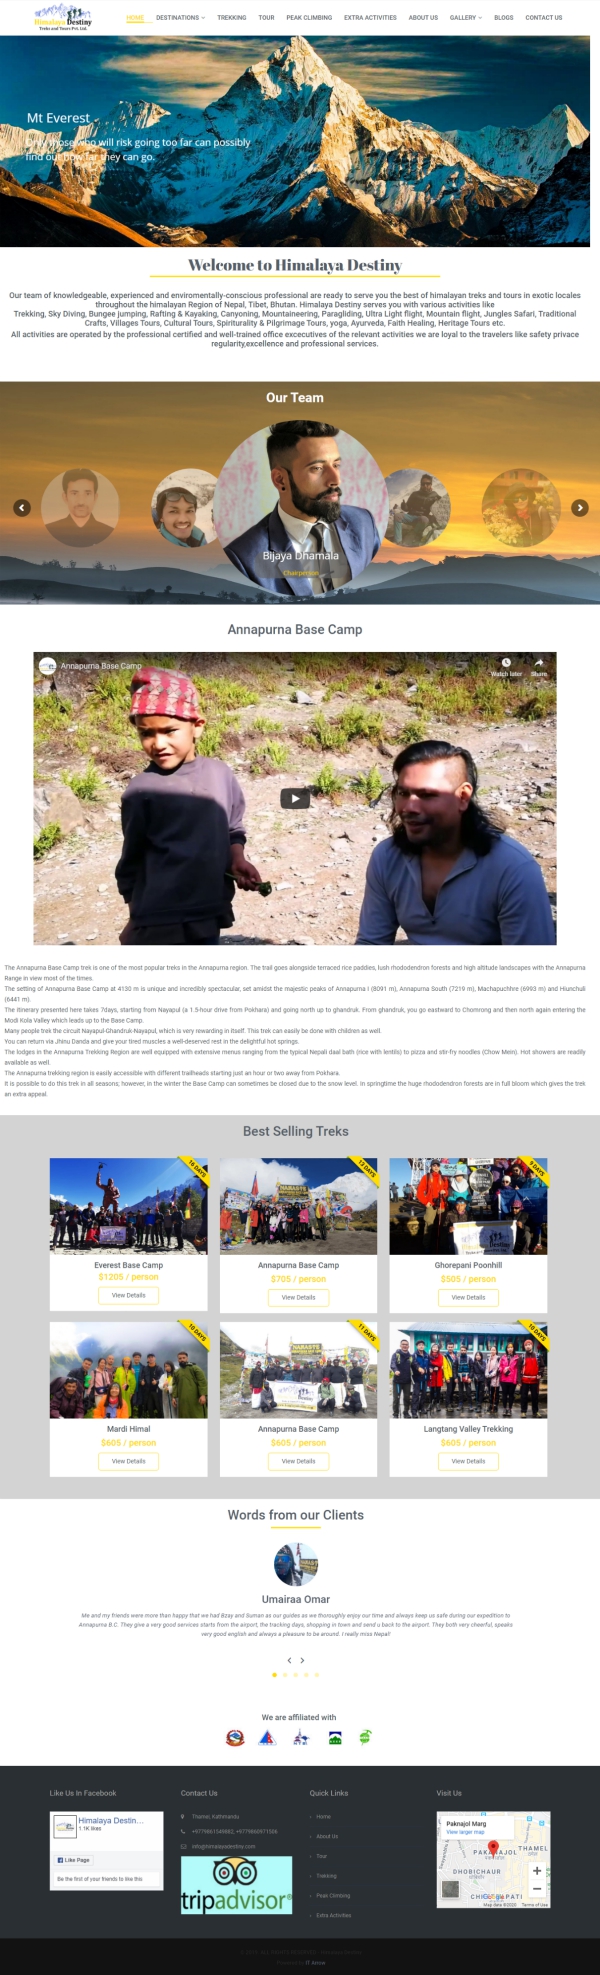 Himalaya Destiny
Treks and Tours Pvt. Ltd.
HOME DESTINATIONS TREKKING TOUR PEAK CLIMBING EXTRA ACTIVITIES ABOUT US GALLERY BLOGS CONTACT US
Mt Everest
Only those who will risk going too far can possibly
find out how far they can go.
Welcome to Himalaya Destiny
Our team of knowledgeable, experienced and enviromentally-conscious professional are ready to serve you the best of himalayan treks and tours in exotic locales
throughout the himalayan Region of Nepal, Tibet, Bhutan. Himalaya Destiny serves you with various activities like
Trekking, Sky Diving, Bungee jumping, Rafting & Kayaking, Canyoning, Mountaineering, Paragliding, Ultra Light flight, Mountain flight, Jungles Safari, Traditional
Crafts, Villages Tours, Cultural Tours, Spiriturality & Pilgrimage Tours, yoga, Ayurveda, Faith Healing, Heritage Tours etc.
All activities are operated by the professional certified and well-trained office excecutives of the relevant activities we are loyal to the travelers like safety privace
regularity,excellence and professional services.
Our Team
Bijaya Dhamala
Chairperson
Annapurna Base Camp
Annapurna Base Camp
Watch later Share
The Annapurna Base Camp trek is one of the most popular treks in the Annapurna region. The trail goes alongside terraced rice paddies, lush rhododendron forests and high altitude landscapes with the Annapurna
Range in view most of the times.
The setting of Annapurna Base Camp at 4130 m is unique and incredibly spectacular, set amidst the majestic peaks of Annapurna I (8091 m), Annapurna South (7219 m), Machapuchhre (6993 m) and Hiunchuli
(6441 m).
The itinerary presented here takes 7days, starting from Nayapul (a 1.5-hour drive from Pokhara) and going north up to ghandruk. From ghandruk, you go eastward to Chomrong and then north again entering the
Modi Kola Valley which leads up to the Base Camp.
Many people trek the circuit Nayapul-Ghandruk-Nayapul, which is very rewarding in itself. This trek can easily be done with children as well.
You can return via Jhinu Danda and give your tired muscles a well-deserved rest in the delightful hot springs.
The lodges in the Annapurna Trekking Region are well equipped with extensive menus ranging from the typical Nepali daal bath (rice with lentils) to pizza and stir-fry noodles (Chow Mein). Hot showers are readily
available as well.
The Annapurna trekking region is easily accessible with different trailheads starting just an hour or two away from Pokhara.
It is possible to do this trek in all seasons; however, in the winter the Base Camp can sometimes be closed due to the snow level. In springtime the huge rhododendron forests are in full bloom which gives the trek
an extra appeal.
Best Selling Treks
16 DAYS
Everest Base Camp
$1205 / person
View Details
13 DAYS
NAMASTE
Annapurna Base Camp
$705 / person
View Details
9 DAYS
Destiny
Ghorepani Poonhill
$505 / person
View Details
10 DAYS
Mardi Himal
$605 / person
View Details
11 DAYS
NAMASTE
Destiny
Annapurna Base Camp
$605 / person
View Details
10 DAYS
Langtang Valley Trekking
$605 / person
View Details
Words from our Clients
Umairaa Omar
Me and my friends were more than happy that we had Bzay and Suman as our guides as we thoroughly enjoy our time and always keep us safe during our expedition to
Annapurna B.C. They give a very good services starts from the airport, the tracking days, shopping in town and send u back to the airport. They both very cheerful, speaks
very good english and always a pleasure to be around. I really miss Nepal!
We are affiliated with
Like Us In Facebook
Himalaya Destin...
1.1K likes
Like Page
Be the first of your friends to like this
Contact Us
Thamel, Kathmandu
+9779861549882, +9779860971306
info@himalayadestiny.com
tripadvisor®
Quick Links
Home
About Us
Tour
Trekking
Peak Climbing
Extra Activities
Visit Us
Paknajol Marg
View larger map
PAKNAJOL
THAMEL
DHOBICHAUR
Map data ©2020 Terms of Use
IT Arrow